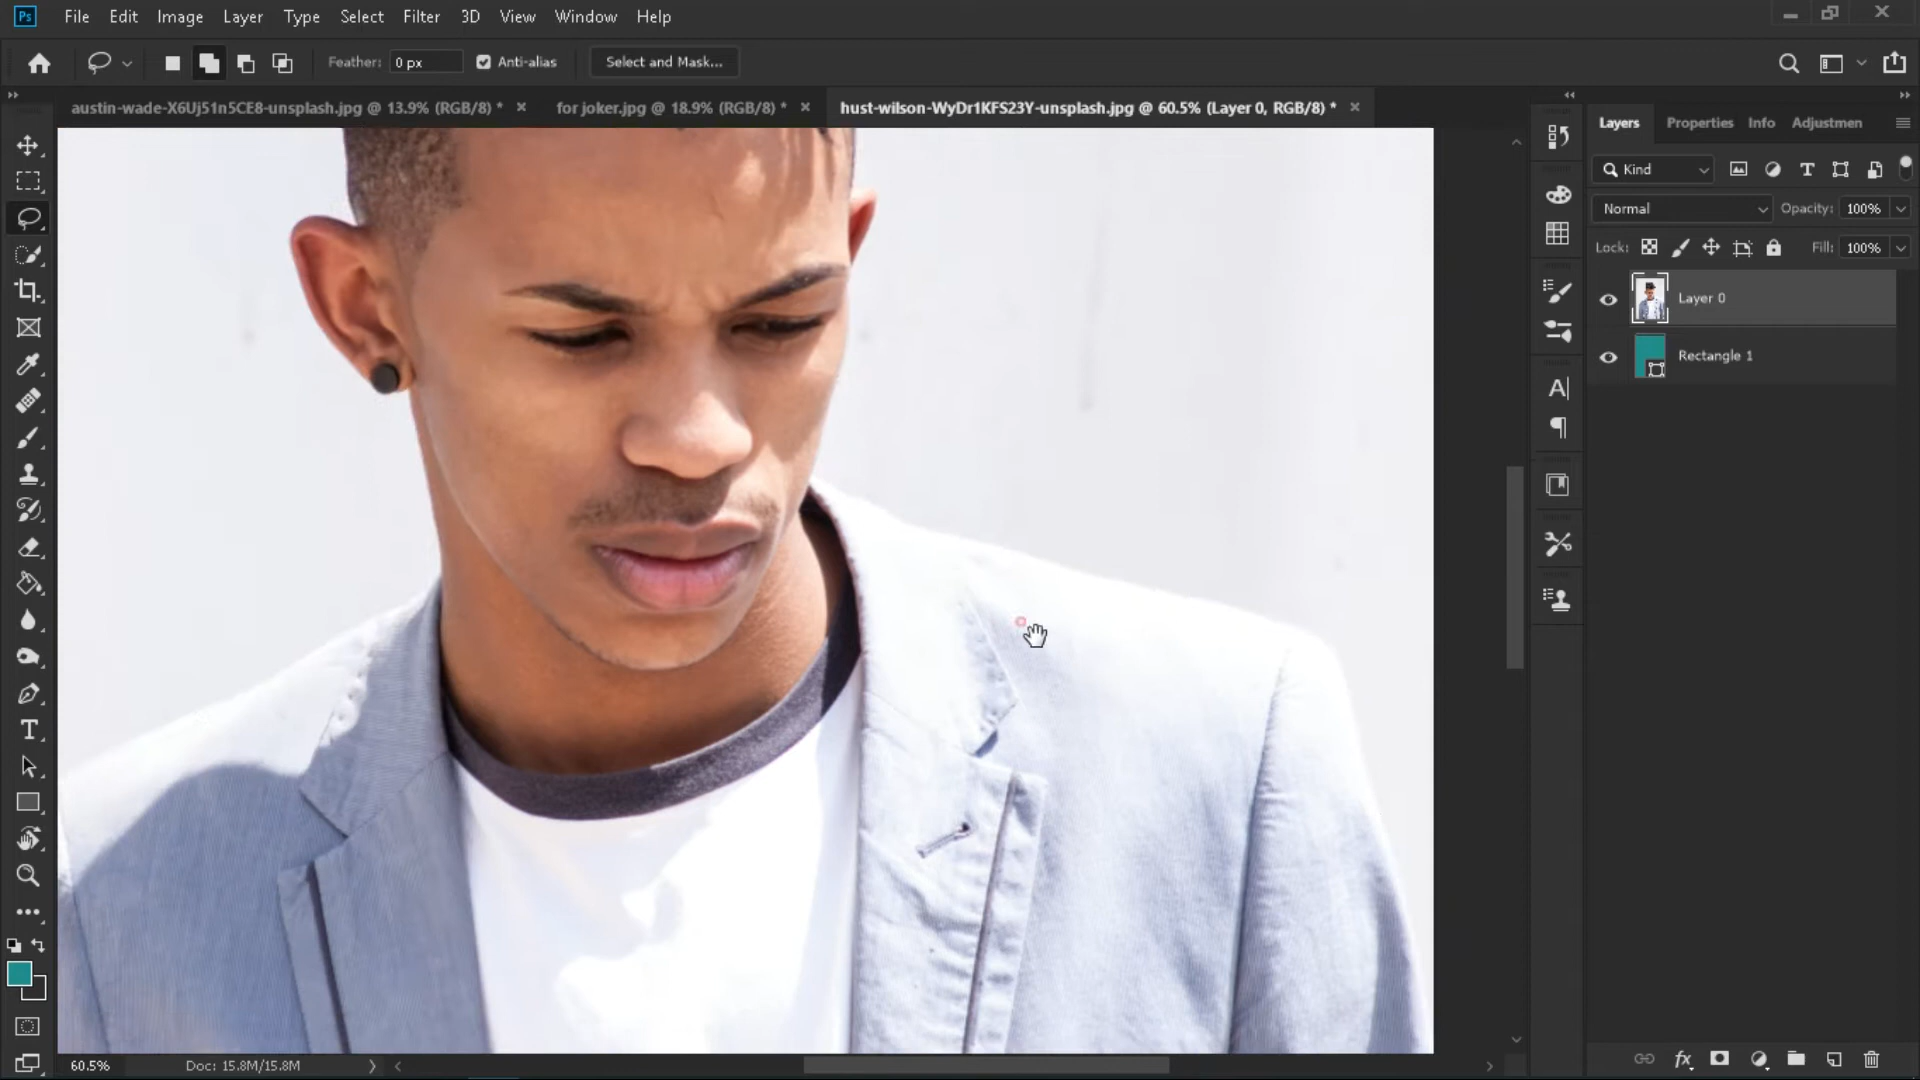 Ps File Edit Image Layer Type Select Filter 3D View Window Help
Feather: 0 px Anti-alias Select and Mask...
austin-wade-X6Uj51n5CE8-unsplash.jpg @ 13.9% (RGB/8) * for joker.jpg @ 18.9% (RGB/8) * hust-wilson-WyDr1KFS23Y-unsplash.jpg @ 60.5% (Layer 0, RGB/8) *
Layers Properties Info Adjustmen
Kind
Normal Opacity: 100%
Lock: Fill: 100%
Layer 0
Rectangle 1
60.5% Doc: 15.8M/15.8M